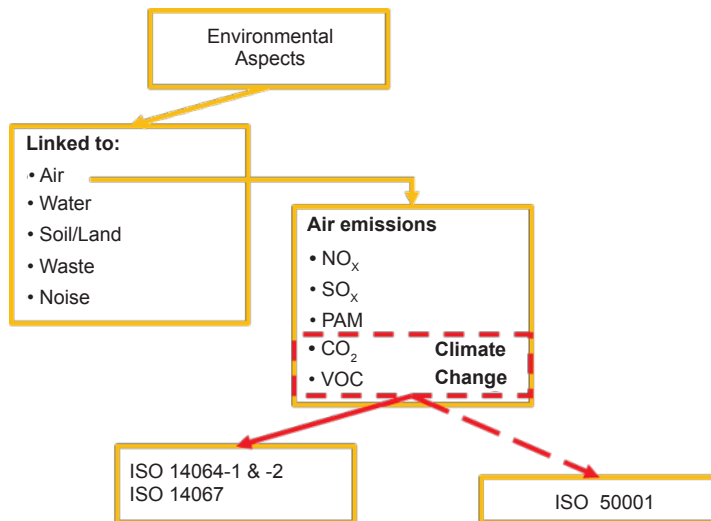 Environmental
Aspects
Linked to:
• Air
• Water
• Soil/Land
• Waste
• Noise
Air emissions
• NOₓ
• SOₓ
• PAM
• CO₂
• VOC
Climate
Change
ISO 14064-1 & -2
ISO 14067
ISO 50001